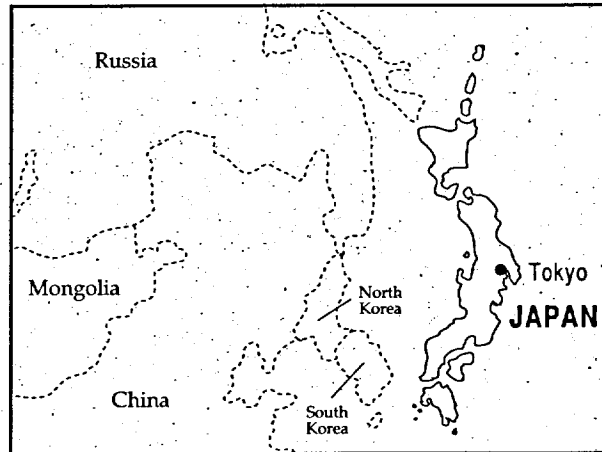 Russia
Mongolia
North
Korea
Tokyo
JAPAN
China
South
Korea